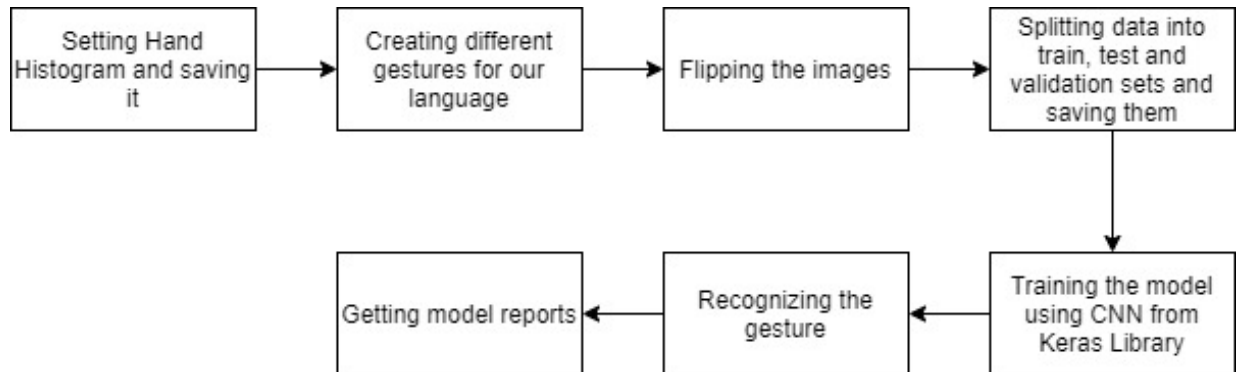 Setting Hand
Histogram and saving
it
Creating different
gestures for our
language
Flipping the images
Splitting data into
train, test and
validation sets and
saving them
Training the model
using CNN from
Keras Library
Recognizing the
gesture
Getting model reports